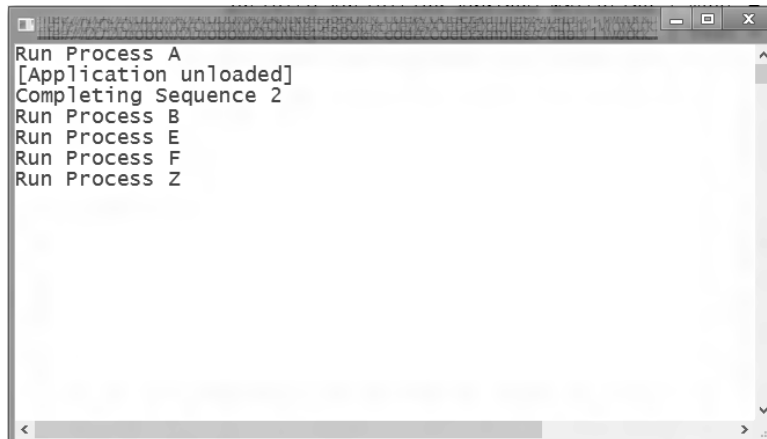 Run Process A
[Application unloaded]
Completing Sequence 2
Run Process B
Run Process E
Run Process F
Run Process Z